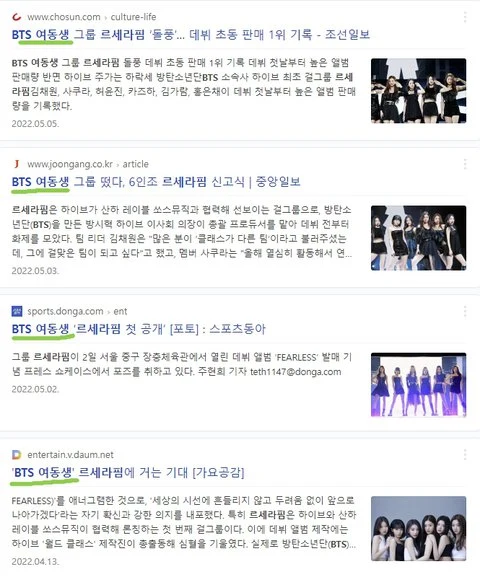 www.chosun.com › culture-life
BTS 여동생 그룹 르세라핌 '돌풍'... 데뷔 초동 판매 1위 기록 - 조선일보
BTS 여동생 그룹 르세라핌 돌풍 데뷔 초동 판매 1위 기록 데뷔 첫날부터 높은 앨범
판매량 반면 하이브 주가는 하락세 방탄소년단BTS 소속사 하이브 최초 걸그룹 르세
라핌김채원, 사쿠라, 허윤진, 카즈하, 김가람, 홍은채이 데뷔 첫날부터 높은 앨범 판매
량을 기록했다.
2022.05.05.
J www.joongang.co.kr › article
BTS 여동생 그룹 떴다, 6인조 르세라핌 신고식 | 중앙일보
르세라핌은 하이브가 산하 레이블 쏘스뮤직과 협력해 선보이는 걸그룹으로, 방탄소
년단(BTS)을 만든 방시혁 하이브 이사회 의장이 총괄 프로듀서를 맡아 데뷔 전부터
화제를 모았다. 팀 리더 김채원은 "많은 분이 '클래스가 다른 팀'이라고 불러주셨는
데, 그에 걸맞은 팀이 되고 싶다"고 했고, 멤버 사쿠라는 "올해 열심히 활동해서 연...
2022.05.03.
sports.donga.com › ent
BTS 여동생 '르세라핌 첫 공개' [포토] : 스포츠동아
그룹 르세라핌이 2일 서울 중구 장충체육관에서 열린 데뷔 앨범 'FEARLESS' 발매 기
념 프레스 쇼케이스에서 포즈를 취하고 있다. 주현희 기자 teth1147@donga.com
2022.05.02.
entertain.v.daum.net
'BTS 여동생' 르세라핌에 거는 기대 [가요공감]
FEARLESS)'를 애너그램한 것으로, '세상의 시선에 흔들리지 않고 두려움 없이 앞으로
나아가겠다'라는 자기 확신과 강한 의지를 내포했다. 특히 르세라핌은 하이브와 산하
레이블 쏘스뮤직이 협력해 론칭하는 첫 번째 걸그룹이다. 이에 데뷔 앨범 제작에는
하이브 '월드 클래스' 제작진이 총출동해 심혈을 기울였다. 실제로 방탄소년단(BTS)...
2022.04.13.